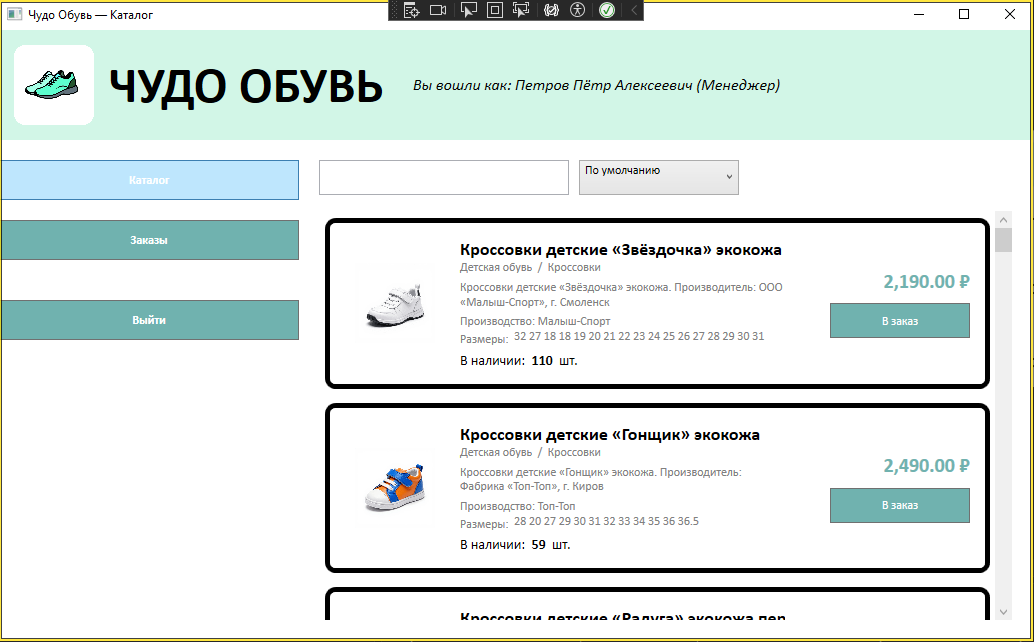 Чудо Обувь — Каталог
ЧУДО ОБУВЬ
Вы вошли как: Петров Пётр Алексеевич (Менеджер)
Каталог
По умолчанию
Заказы
Выйти
Кроссовки детские «Звёздочка» экокожа
Детская обувь / Кроссовки
Кроссовки детские «Звёздочка» экокожа. Производитель: ООО
«Малыш-Спорт», г. Смоленск
Производство: Малыш-Спорт
Размеры: 32 27 18 18 19 20 21 22 23 24 25 26 27 28 29 30 31
В наличии: 110 шт.
2,190.00 ₽
В заказ
Кроссовки детские «Гонщик» экокожа
Детская обувь / Кроссовки
Кроссовки детские «Гонщик» экокожа. Производитель:
Фабрика «Топ-Топ», г. Киров
Производство: Топ-Топ
Размеры: 28 20 27 29 30 31 32 33 34 35 36 36.5
В наличии: 59 шт.
2,490.00 ₽
В заказ
Кроссовки детские «Радуга» экокожа пер